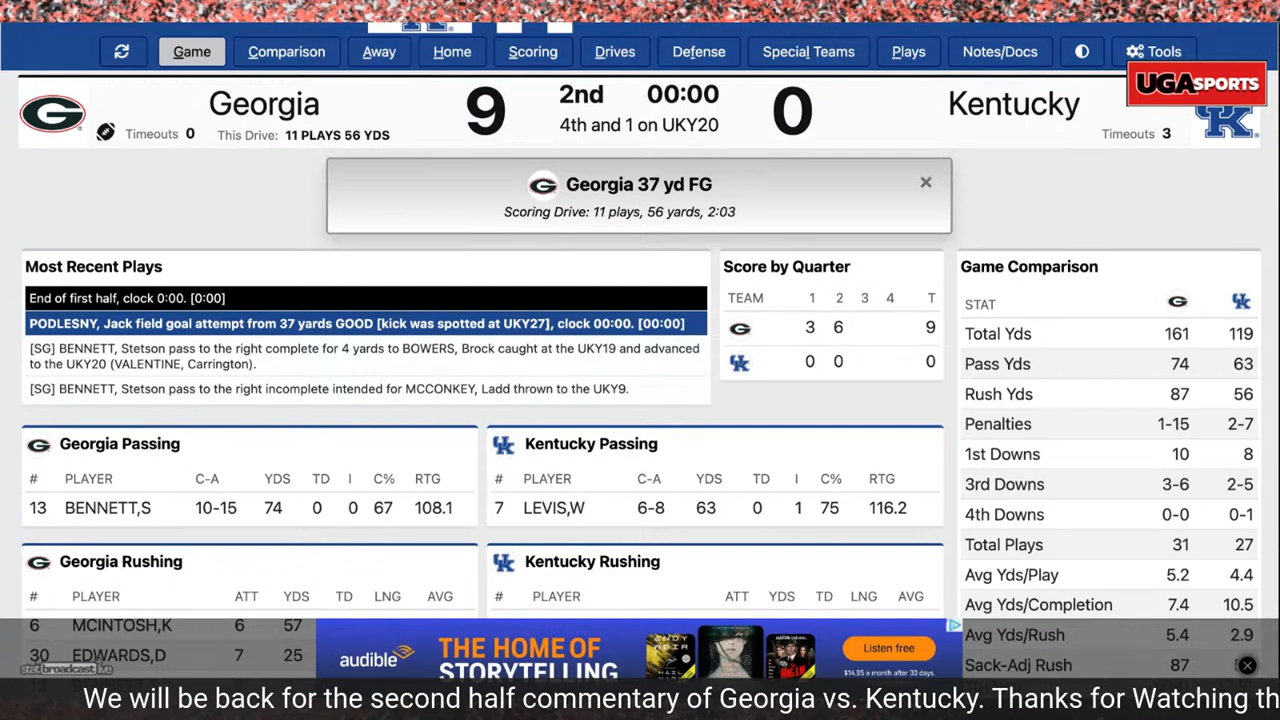 Game Comparison Away Home Scoring Drives Defense Special Teams Plays Notes/Docs Tools
UGASPORTS
Georgia 9 2nd 00:00 0 Kentucky
4th and 1 on UKY20
Timeouts 0 This Drive: 11 PLAYS 56 YDS Timeouts 3
Georgia 37 yd FG
Scoring Drive: 11 plays, 56 yards, 2:03
Most Recent Plays
End of first half, clock 0:00. [0:00]
PODLESNY, Jack field goal attempt from 37 yards GOOD [kick was spotted at UKY27], clock 00:00. [00:00]
[SG] BENNETT, Stetson pass to the right complete for 4 yards to BOWERS, Brock caught at the UKY19 and advanced
to the UKY20 (VALENTINE, Carrington).
[SG] BENNETT, Stetson pass to the right incomplete intended for MCCONKEY, Ladd thrown to the UKY9.
Score by Quarter
TEAM 1 2 3 4 T
G 3 6 9
UK 0 0 0
Game Comparison
STAT G UK
Total Yds 161 119
Pass Yds 74 63
Rush Yds 87 56
Penalties 1-15 2-7
1st Downs 10 8
3rd Downs 3-6 2-5
4th Downs 0-0 0-1
Total Plays 31 27
Avg Yds/Play 5.2 4.4
Avg Yds/Completion 7.4 10.5
Avg Yds/Rush 5.4 2.9
Sack-Adj Rush 87
Georgia Passing
# PLAYER C-A YDS TD I C% RTG
13 BENNETT,S 10-15 74 0 0 67 108.1
Kentucky Passing
# PLAYER C-A YDS TD I C% RTG
7 LEVIS,W 6-8 63 0 1 75 116.2
Georgia Rushing
# PLAYER ATT YDS TD LNG AVG
6 MCINTOSH,K 6 57
30 EDWARDS,D 7 25
Kentucky Rushing
# PLAYER ATT YDS TD LNG AVG
audible
THE HOME OF
STORYTELLING
Listen free
$14.95 a month after 30 days.
stat broadcast live
We will be back for the second half commentary of Georgia vs. Kentucky. Thanks for Watching th